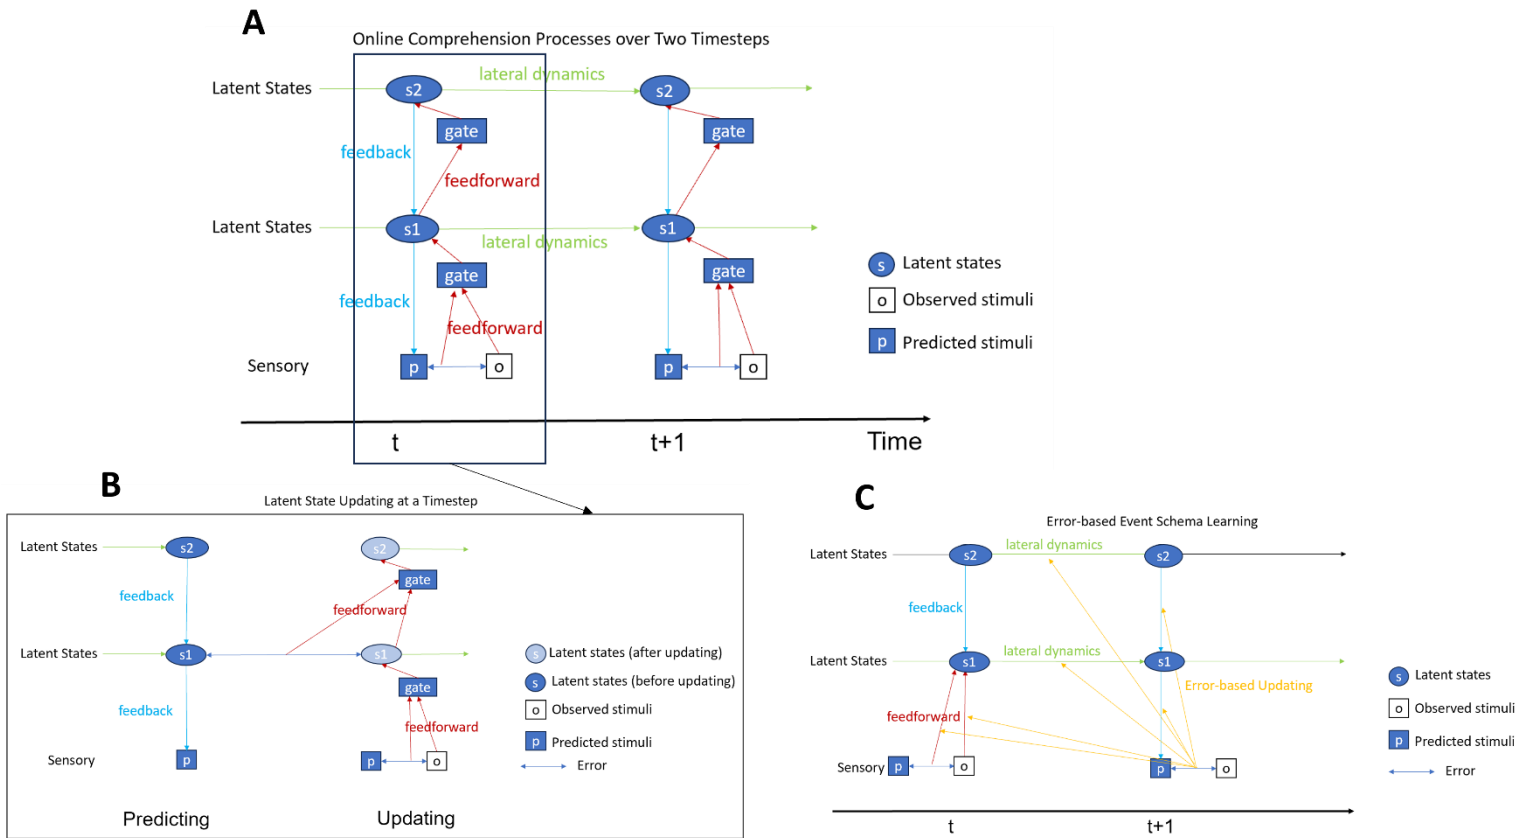 A
Online Comprehension Processes over Two Timesteps
Latent States
s2
lateral dynamics
s2
gate
gate
feedback
feedforward
Latent States
s1
lateral dynamics
s1
gate
gate
feedback
feedforward
Sensory
p
o
p
o
s Latent states
o Observed stimuli
p Predicted stimuli
t
t+1
Time
B
Latent State Updating at a Timestep
Latent States
s2
s2
gate
feedback
feedforward
Latent States
s1
s1
gate
feedback
feedforward
Sensory
p
p
o
s Latent states (after updating)
s Latent states (before updating)
o Observed stimuli
p Predicted stimuli
Error
Predicting
Updating
C
Error-based Event Schema Learning
Latent States
s2
lateral dynamics
s2
feedback
Latent States
s1
lateral dynamics
s1
Error-based Updating
feedforward
Sensory
p
o
p
o
s Latent states
o Observed stimuli
p Predicted stimuli
Error
t
t+1